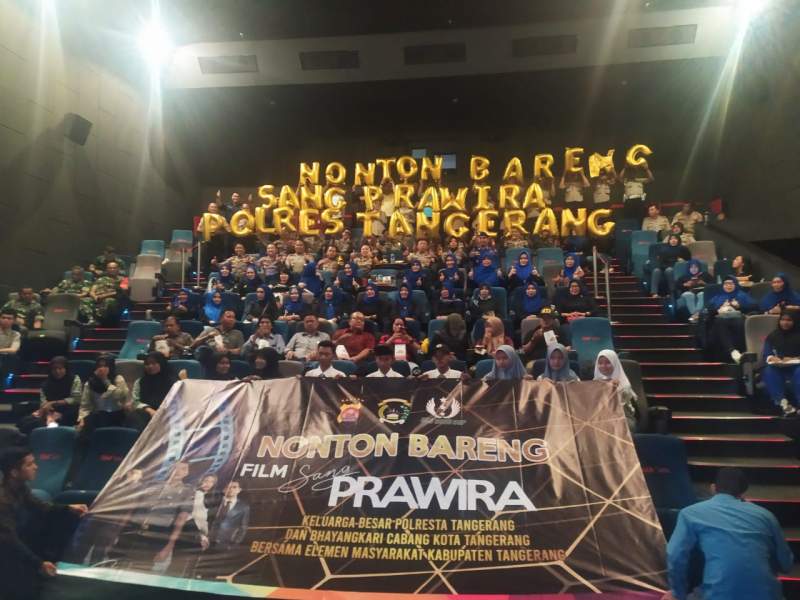 NONTON BARENG
SANG PRAWIRA
POLRES TANGERANG
NONTON BARENG
FILM Sang
PRAWIRA
KELUARGA BESAR POLRESTA TANGERANG
DAN BHAYANGKARI CABANG KOTA TANGERANG
BERSAMA ELEMEN MASYARAKAT KABUPATEN TANGERANG